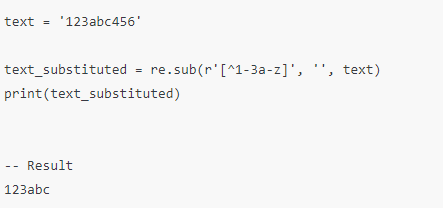 text = '123abc456'
text_substituted = re.sub(r'[^1-3a-z]', '', text)
print(text_substituted)
-- Result
123abc